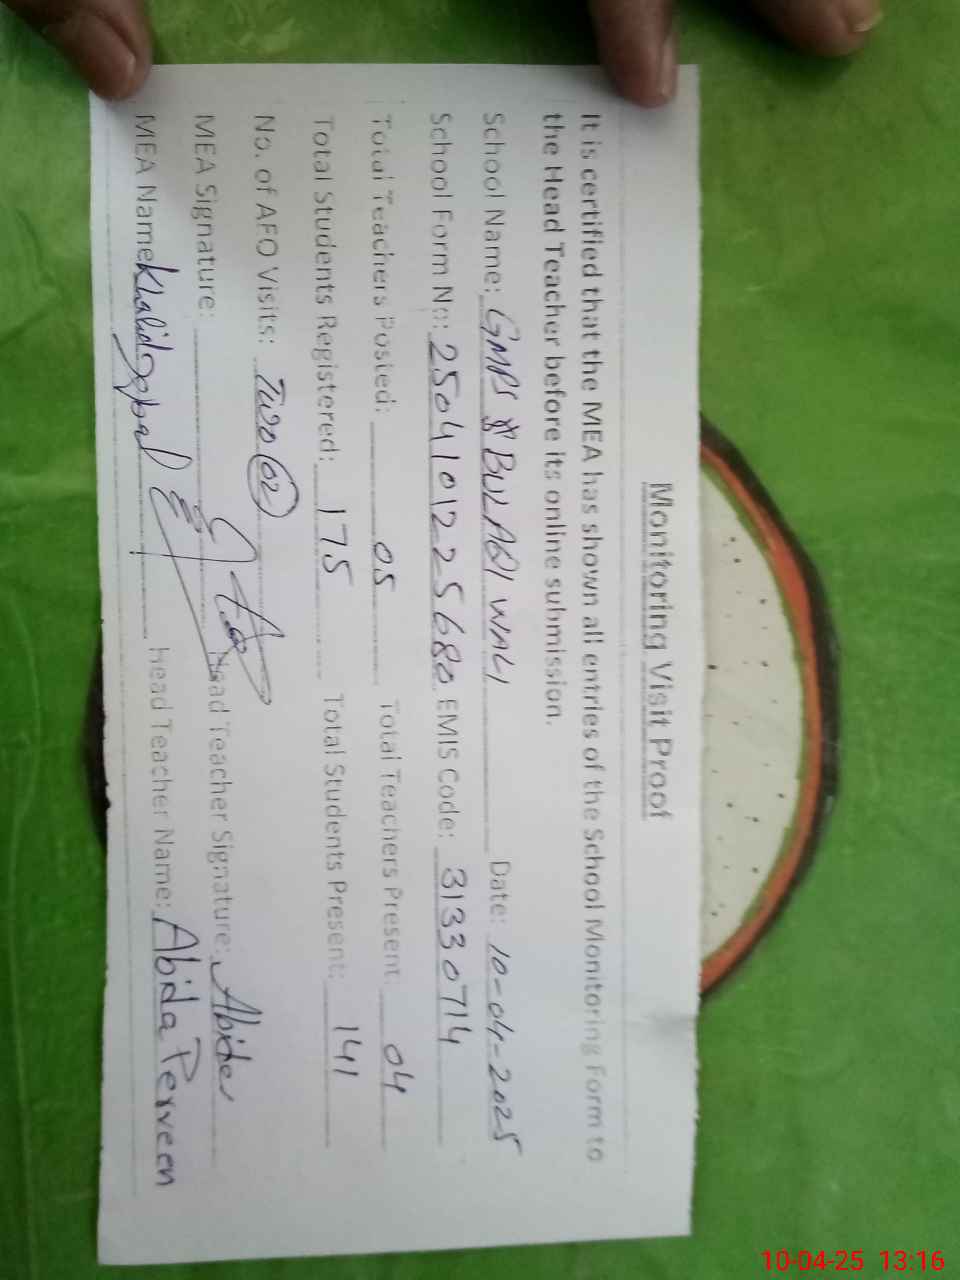 Monitoring Visit Proof
It is certified that the MEA has shown all entries of the School Monitoring Form to
the Head Teacher before its online submission.
School Name: GMPS BULAQI WALI Date: 10-04-2025
School Form No: 2504101225680 EMIS Code: 31330714
Total Teachers Posted: 05 Total Teachers Present: 04
Total Students Registered: 175 Total Students Present: 141
No. of AEO Visits: Two (02)
MEA Signature: Head Teacher Signature: Abida
MEA Name Khalid Iqbal Head Teacher Name: Abida Perveen
10-04-25 13:16